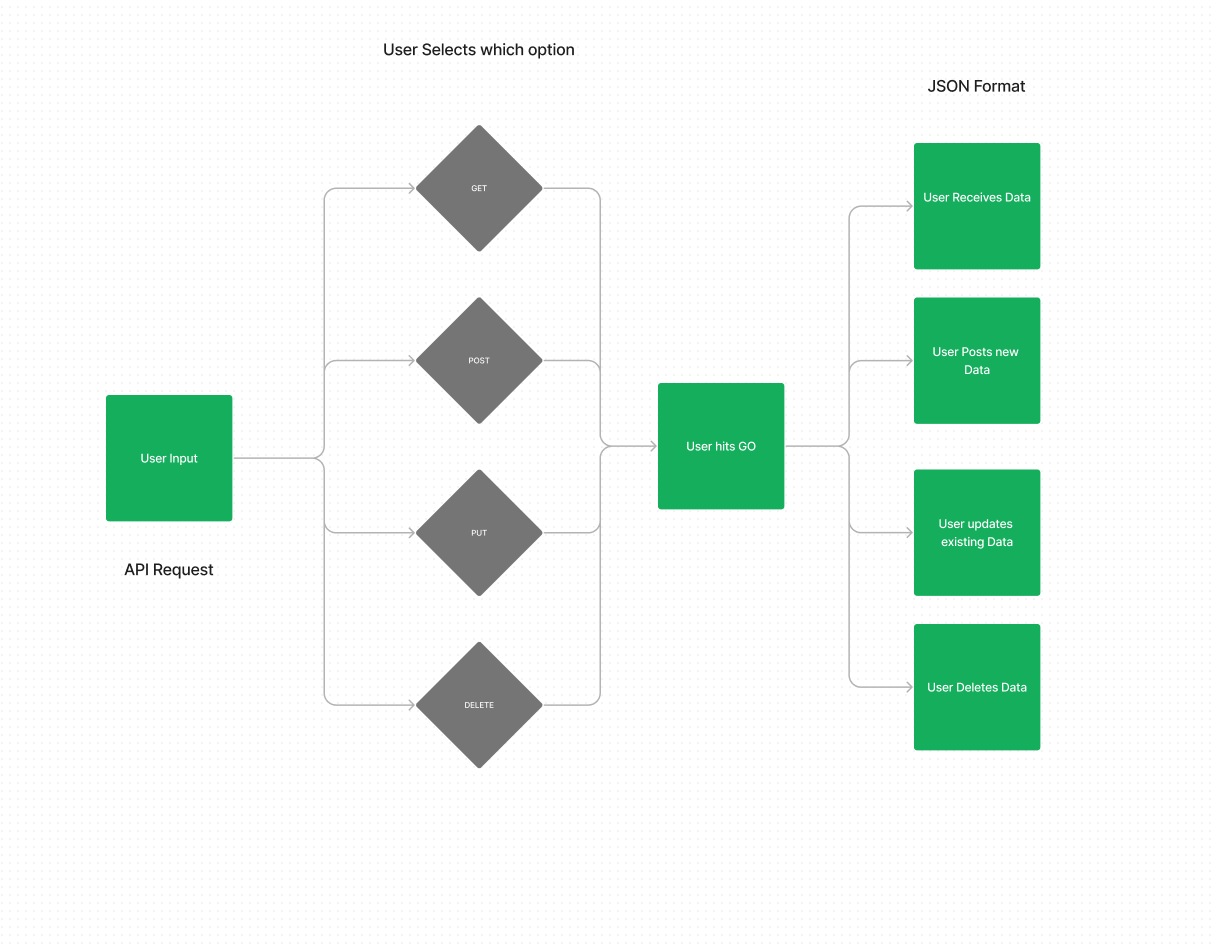 User Selects which option
JSON Format
GET
User Receives Data
POST
User Posts new
Data
User Input
User hits GO
API Request
PUT
User updates
existing Data
DELETE
User Deletes Data